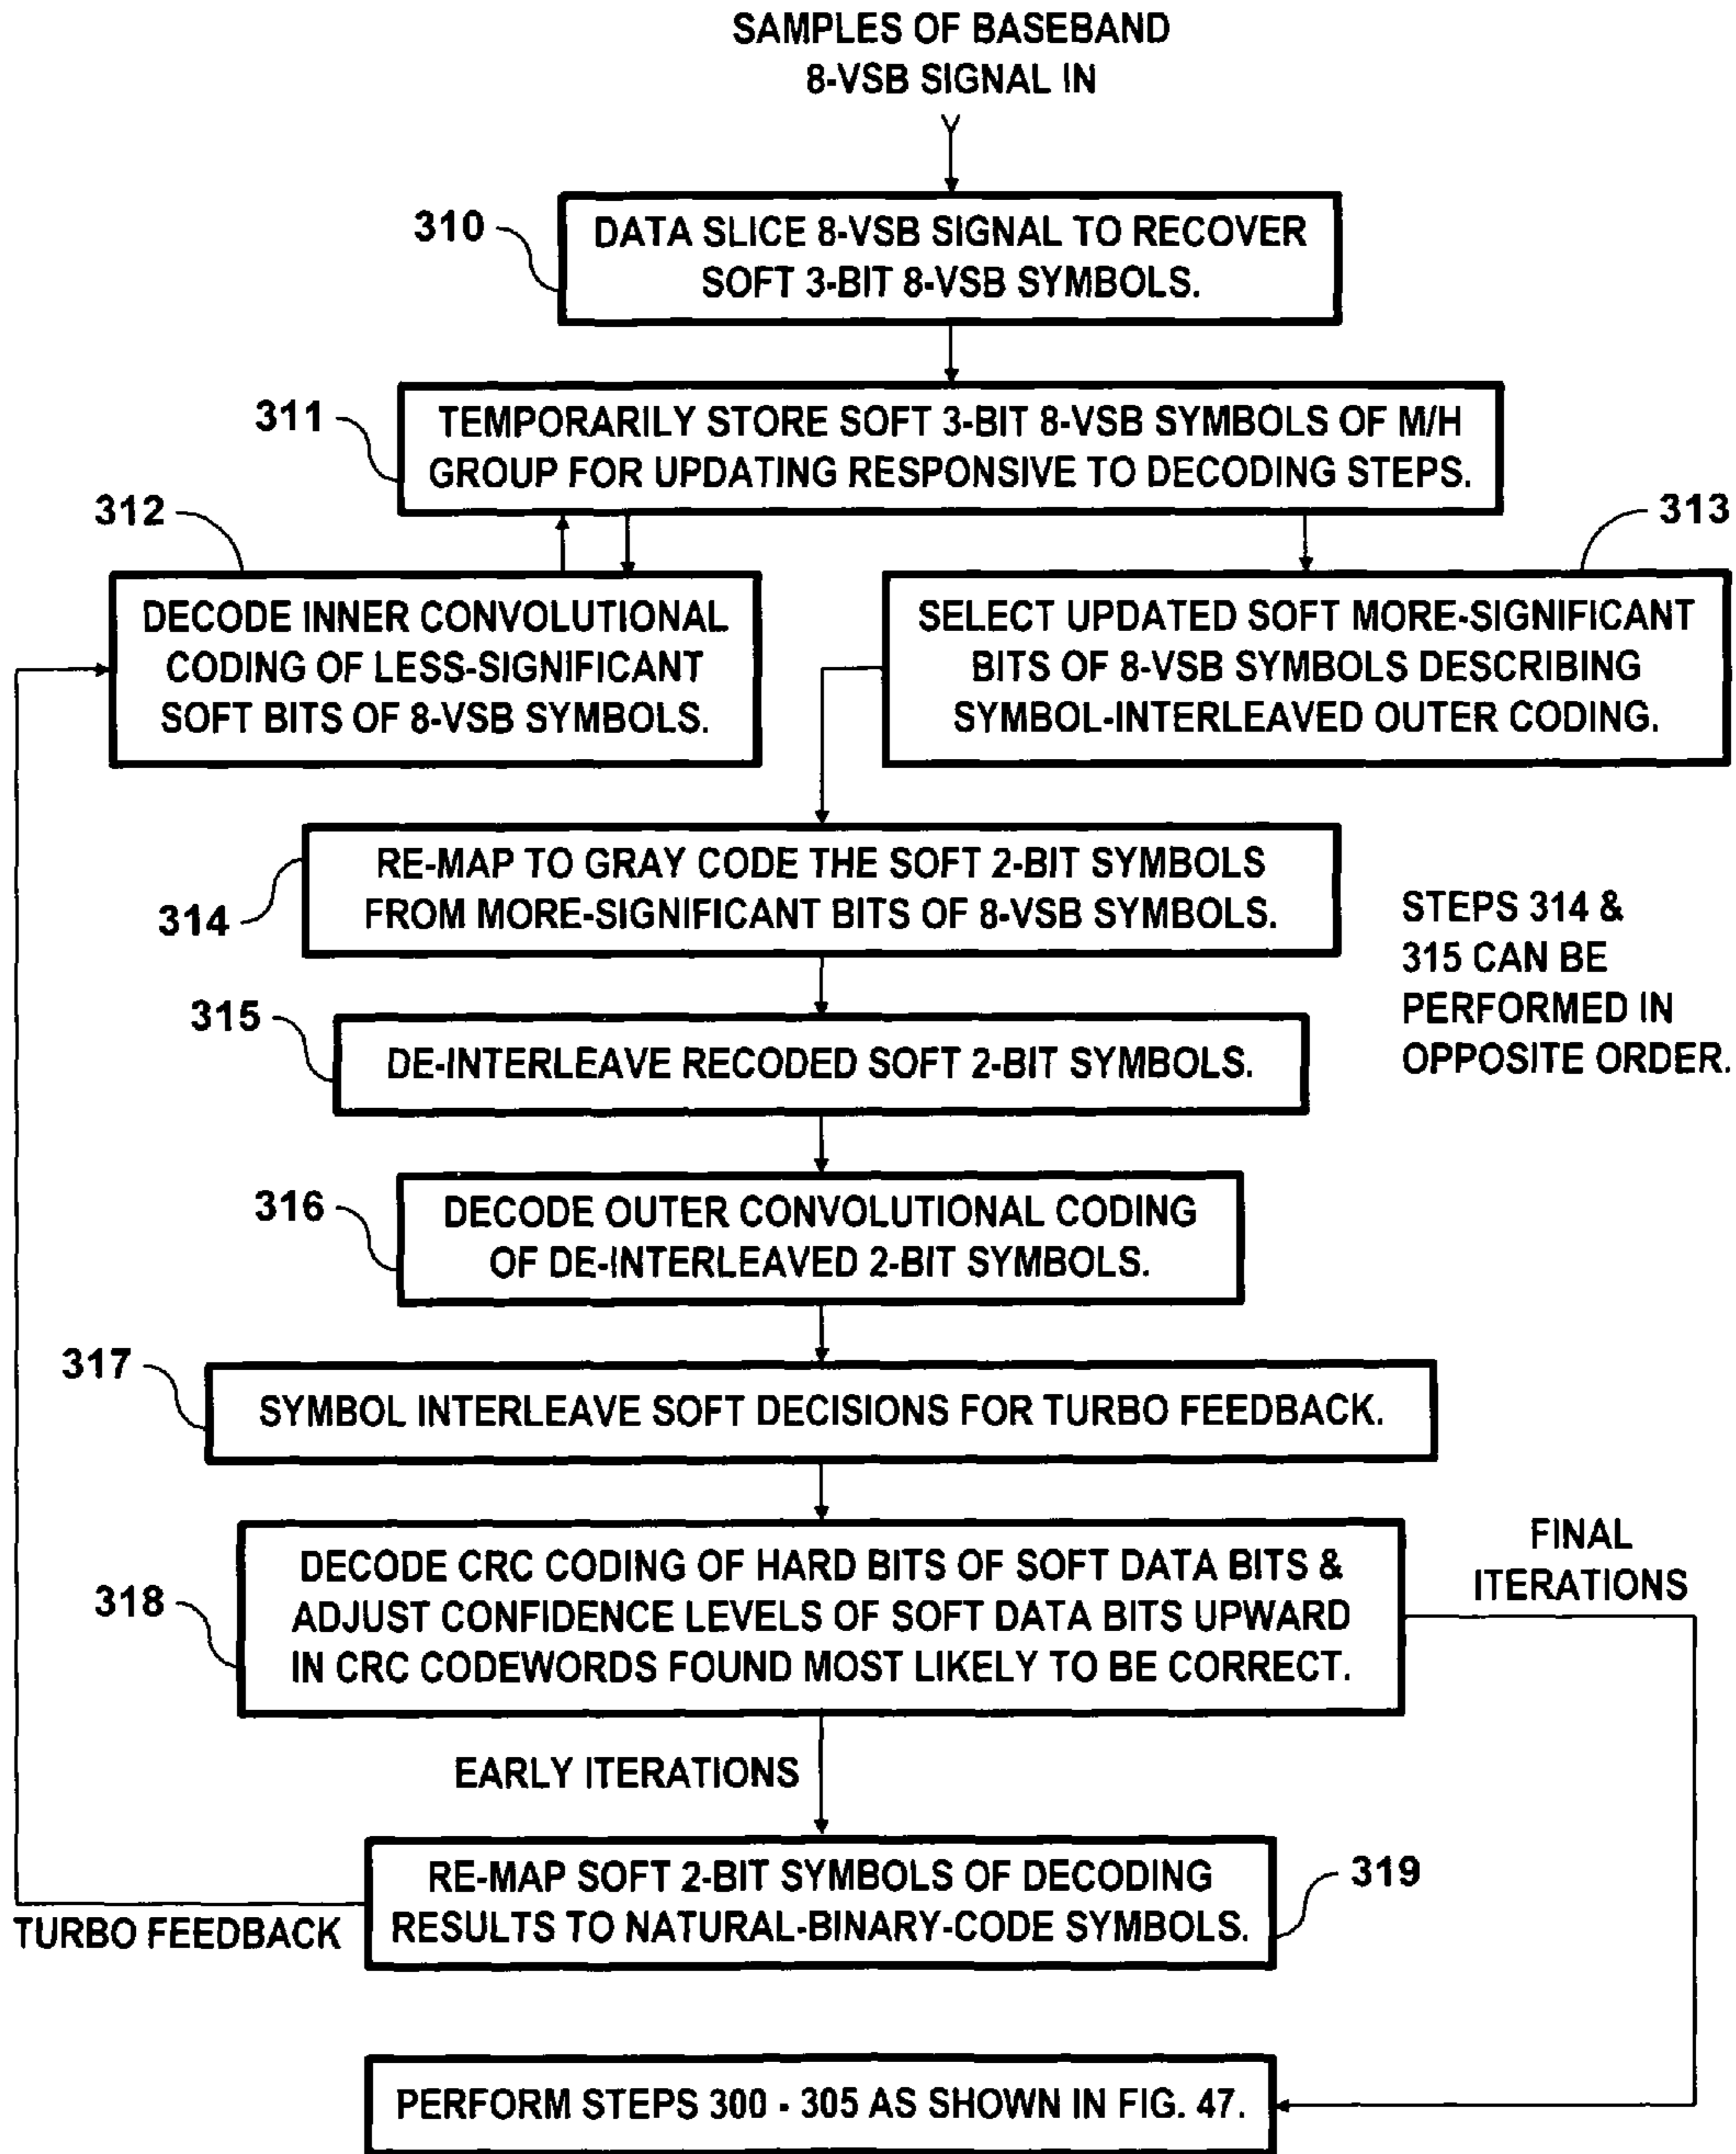 SAMPLES OF BASEBAND
8-VSB SIGNAL IN
310
DATA SLICE 8-VSB SIGNAL TO RECOVER
SOFT 3-BIT 8-VSB SYMBOLS.
311
TEMPORARILY STORE SOFT 3-BIT 8-VSB SYMBOLS OF M/H
GROUP FOR UPDATING RESPONSIVE TO DECODING STEPS.
312
DECODE INNER CONVOLUTIONAL
CODING OF LESS-SIGNIFICANT
SOFT BITS OF 8-VSB SYMBOLS.
313
SELECT UPDATED SOFT MORE-SIGNIFICANT
BITS OF 8-VSB SYMBOLS DESCRIBING
SYMBOL-INTERLEAVED OUTER CODING.
314
RE-MAP TO GRAY CODE THE SOFT 2-BIT SYMBOLS
FROM MORE-SIGNIFICANT BITS OF 8-VSB SYMBOLS.
STEPS 314 &
315 CAN BE
PERFORMED IN
OPPOSITE ORDER.
315
DE-INTERLEAVE RECODED SOFT 2-BIT SYMBOLS.
316
DECODE OUTER CONVOLUTIONAL CODING
OF DE-INTERLEAVED 2-BIT SYMBOLS.
317
SYMBOL INTERLEAVE SOFT DECISIONS FOR TURBO FEEDBACK.
318
DECODE CRC CODING OF HARD BITS OF SOFT DATA BITS &
ADJUST CONFIDENCE LEVELS OF SOFT DATA BITS UPWARD
IN CRC CODEWORDS FOUND MOST LIKELY TO BE CORRECT.
FINAL
ITERATIONS
EARLY ITERATIONS
RE-MAP SOFT 2-BIT SYMBOLS OF DECODING
RESULTS TO NATURAL-BINARY-CODE SYMBOLS.
319
TURBO FEEDBACK
PERFORM STEPS 300 - 305 AS SHOWN IN FIG. 47.